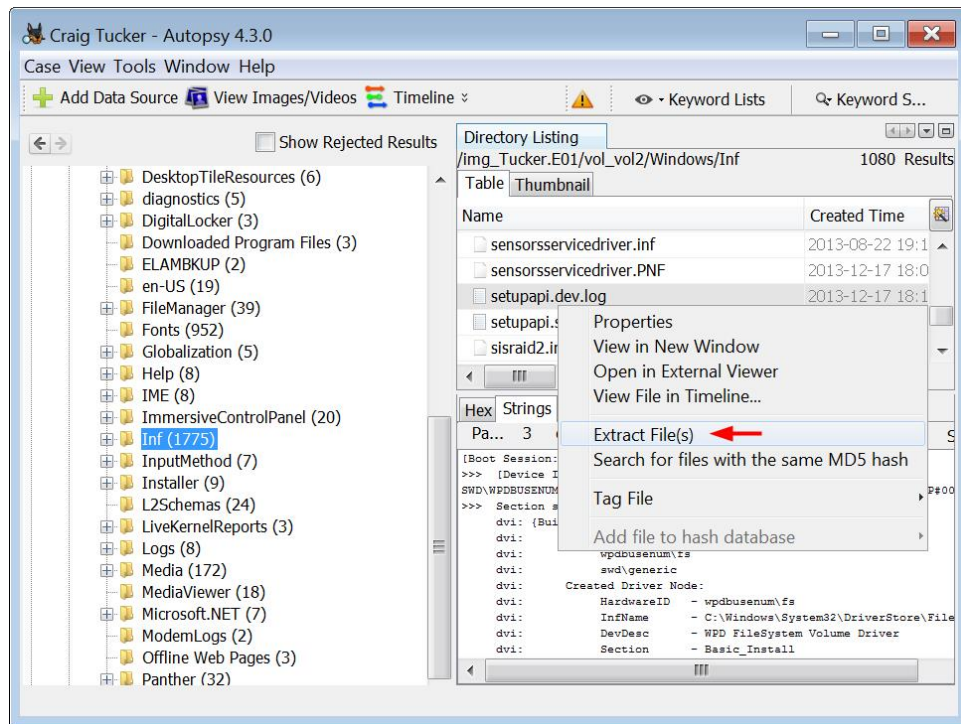 Craig Tucker - Autopsy 4.3.0
Case View Tools Window Help
Add Data Source View Images/Videos Timeline Keyword Lists Keyword S...
Show Rejected Results
DesktopTileResources (6)
diagnostics (5)
DigitalLocker (3)
Downloaded Program Files (3)
ELAMBKUP (2)
en-US (19)
FileManager (39)
Fonts (952)
Globalization (5)
Help (8)
IME (8)
ImmersiveControlPanel (20)
Inf (1775)
InputMethod (7)
Installer (9)
L2Schemas (24)
LiveKernelReports (3)
Logs (8)
Media (172)
MediaViewer (18)
Microsoft.NET (7)
ModemLogs (2)
Offline Web Pages (3)
Panther (32)
Directory Listing
/img_Tucker.E01/vol_vol2/Windows/Inf 1080 Results
Table Thumbnail
Name Created Time
sensorsservicedriver.inf 2013-08-22 19:1
sensorsservicedriver.PNF 2013-12-17 18:0
setupapi.dev.log 2013-12-17 18:1
setupapi.s
sisraid2.in
Properties
View in New Window
Open in External Viewer
View File in Timeline...
Extract File(s)
Search for files with the same MD5 hash
Tag File
Add file to hash database
Hex Strings
Pa... 3
[Boot Session:
>>> [Device I
SWD\WPDBUSENUM P#00
>>> Section s
dvi: {Bui
dvi:
dvi: wpdbusenum\fs
dvi: swd\generic
dvi: Created Driver Node:
dvi: HardwareID - wpdbusenum\fs
dvi: InfName - C:\Windows\System32\DriverStore\File
dvi: DevDesc - WPD FileSystem Volume Driver
dvi: Section - Basic_Install